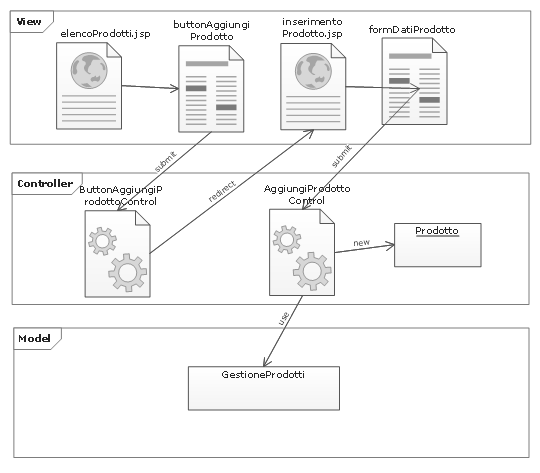 View
elencoProdotti.jsp
buttonAggiungi
Prodotto
inserimento
Prodotto.jsp
formDatiProdotto
submit
redirect
submit
Controller
ButtonAggiungiP
rodottoControl
AggiungiProdotto
Control
new
Prodotto
use
Model
GestioneProdotti